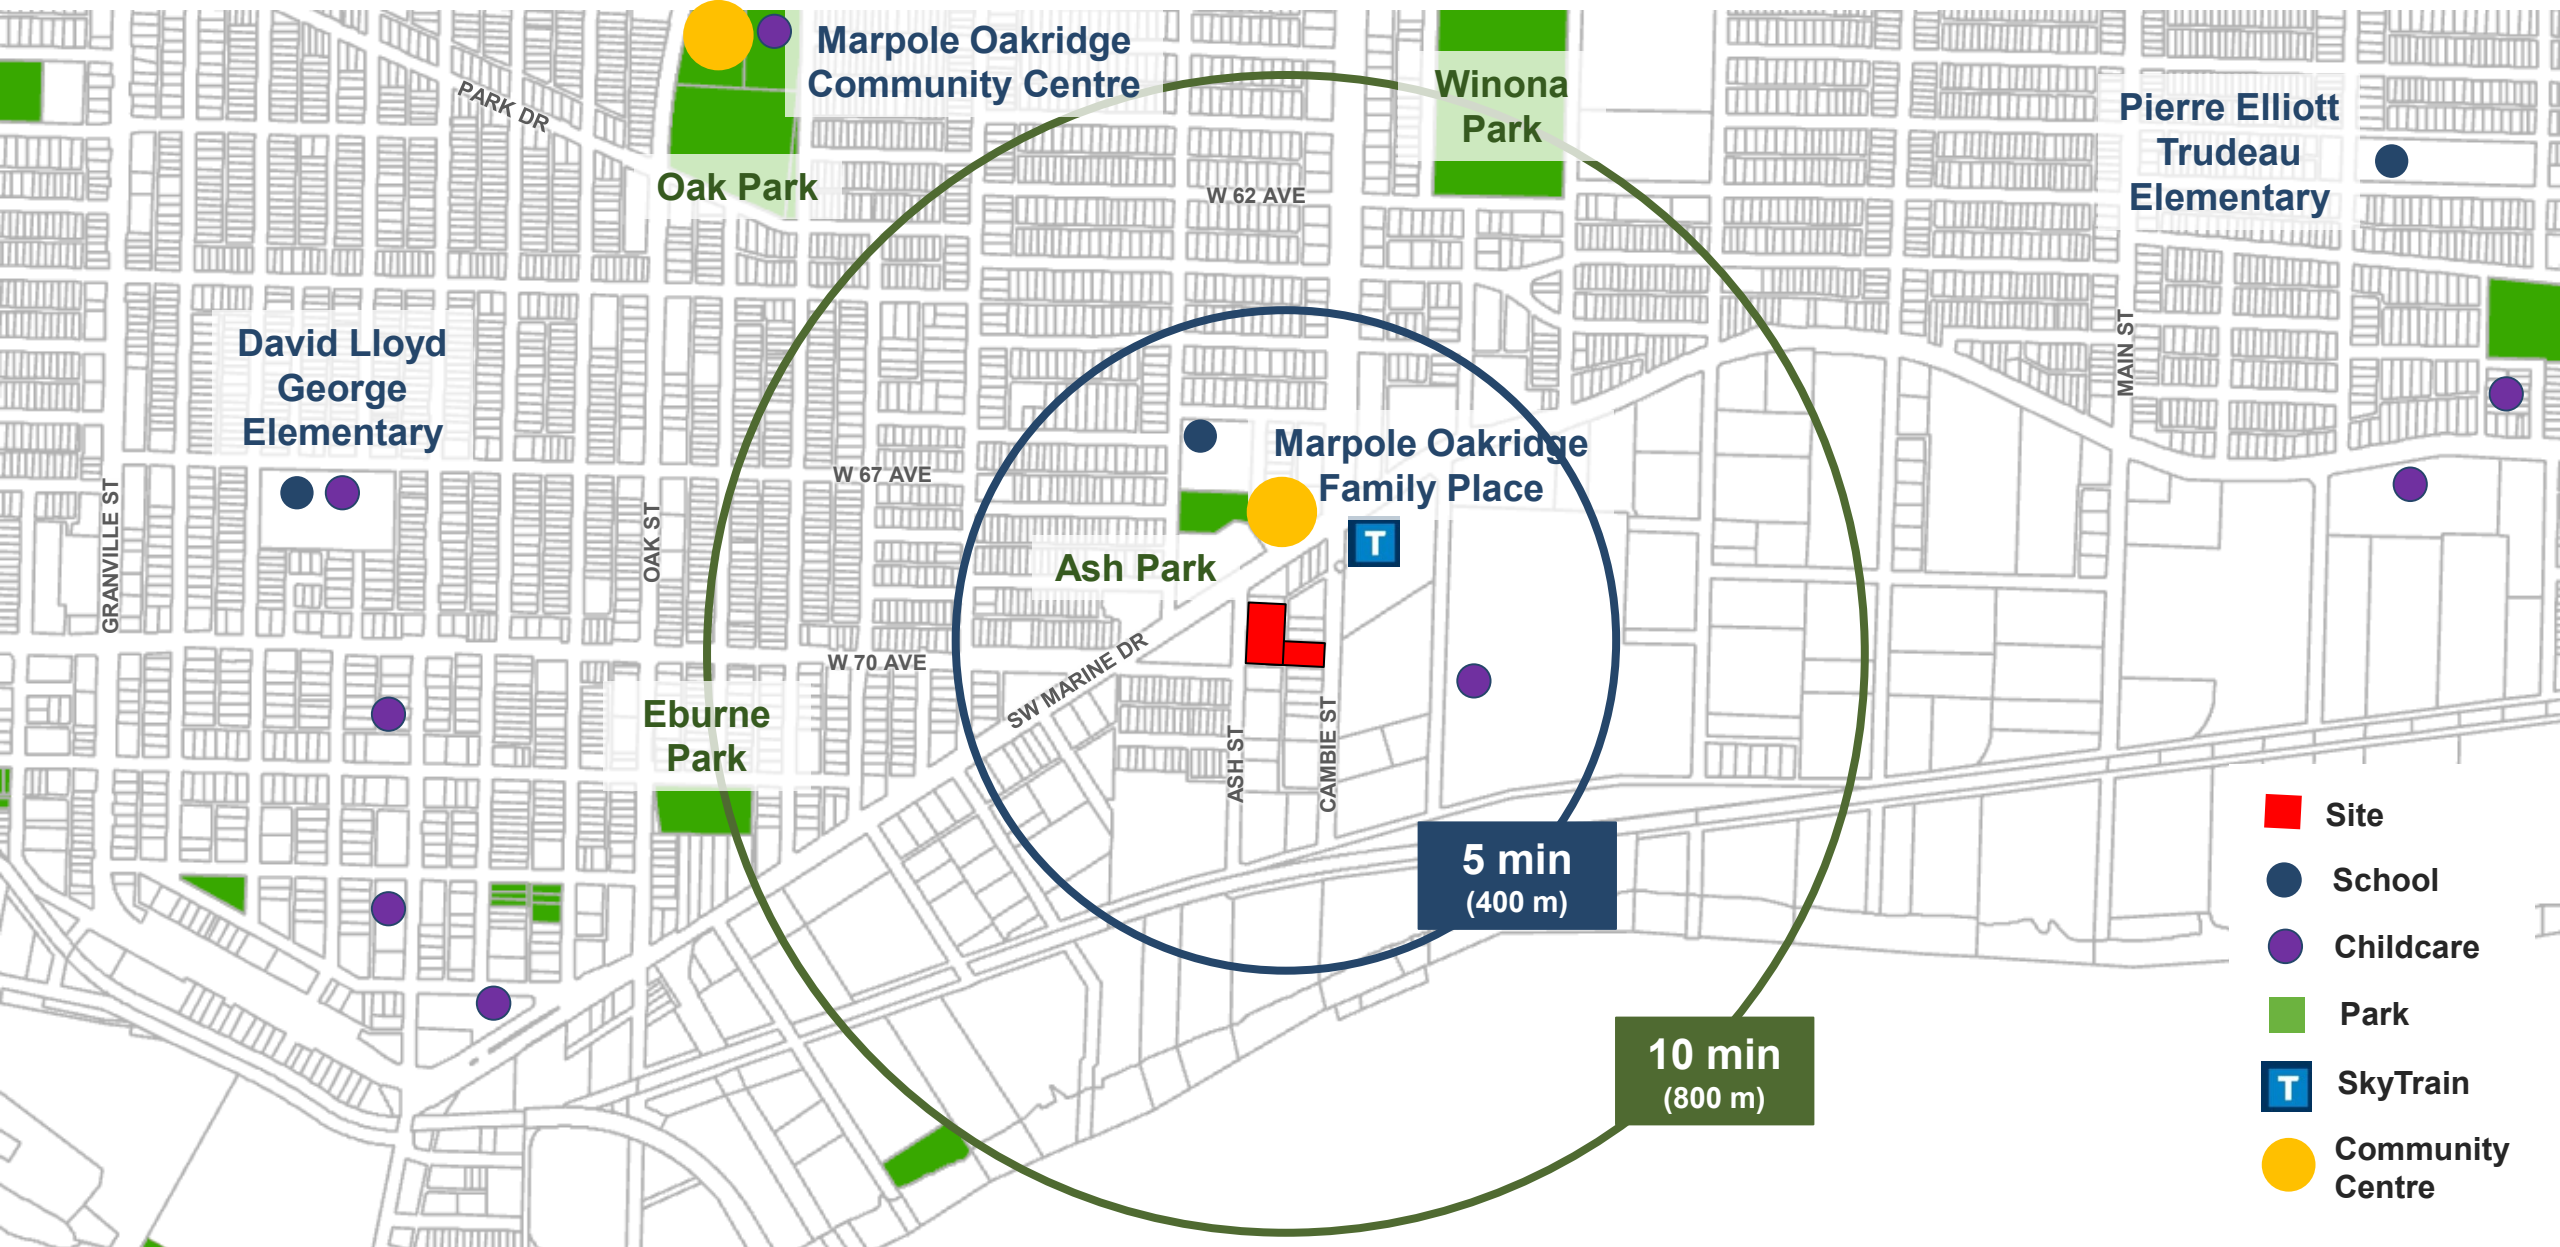 Marpole Oakridge
Community Centre
Winona
Park
PARK DR
Pierre Elliott
Trudeau
Elementary
Oak Park
W 62 AVE
David Lloyd
George
Elementary
MAIN ST
Marpole Oakridge
Family Place
W 67 AVE
GRANVILLE ST
OAK ST
T
Ash Park
W 70 AVE
SW MARINE DR
Eburne
Park
ASH ST
CAMBIE ST
5 min
(400 m)
10 min
(800 m)
Site
School
Childcare
Park
T
SkyTrain
Community
Centre